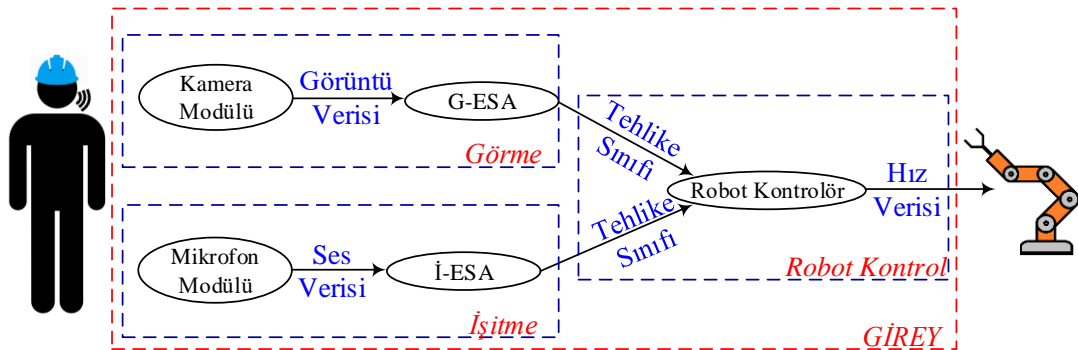 Kamera
Modülü
Görüntü
Verisi
G-ESA
Görme
Tehlike
Sınıfı
Mikrofon
Modülü
Ses
Verisi
İ-ESA
İşitme
Tehlike
Sınıfı
Robot Kontrolör
Hız
Verisi
Robot Kontrol
GİREY